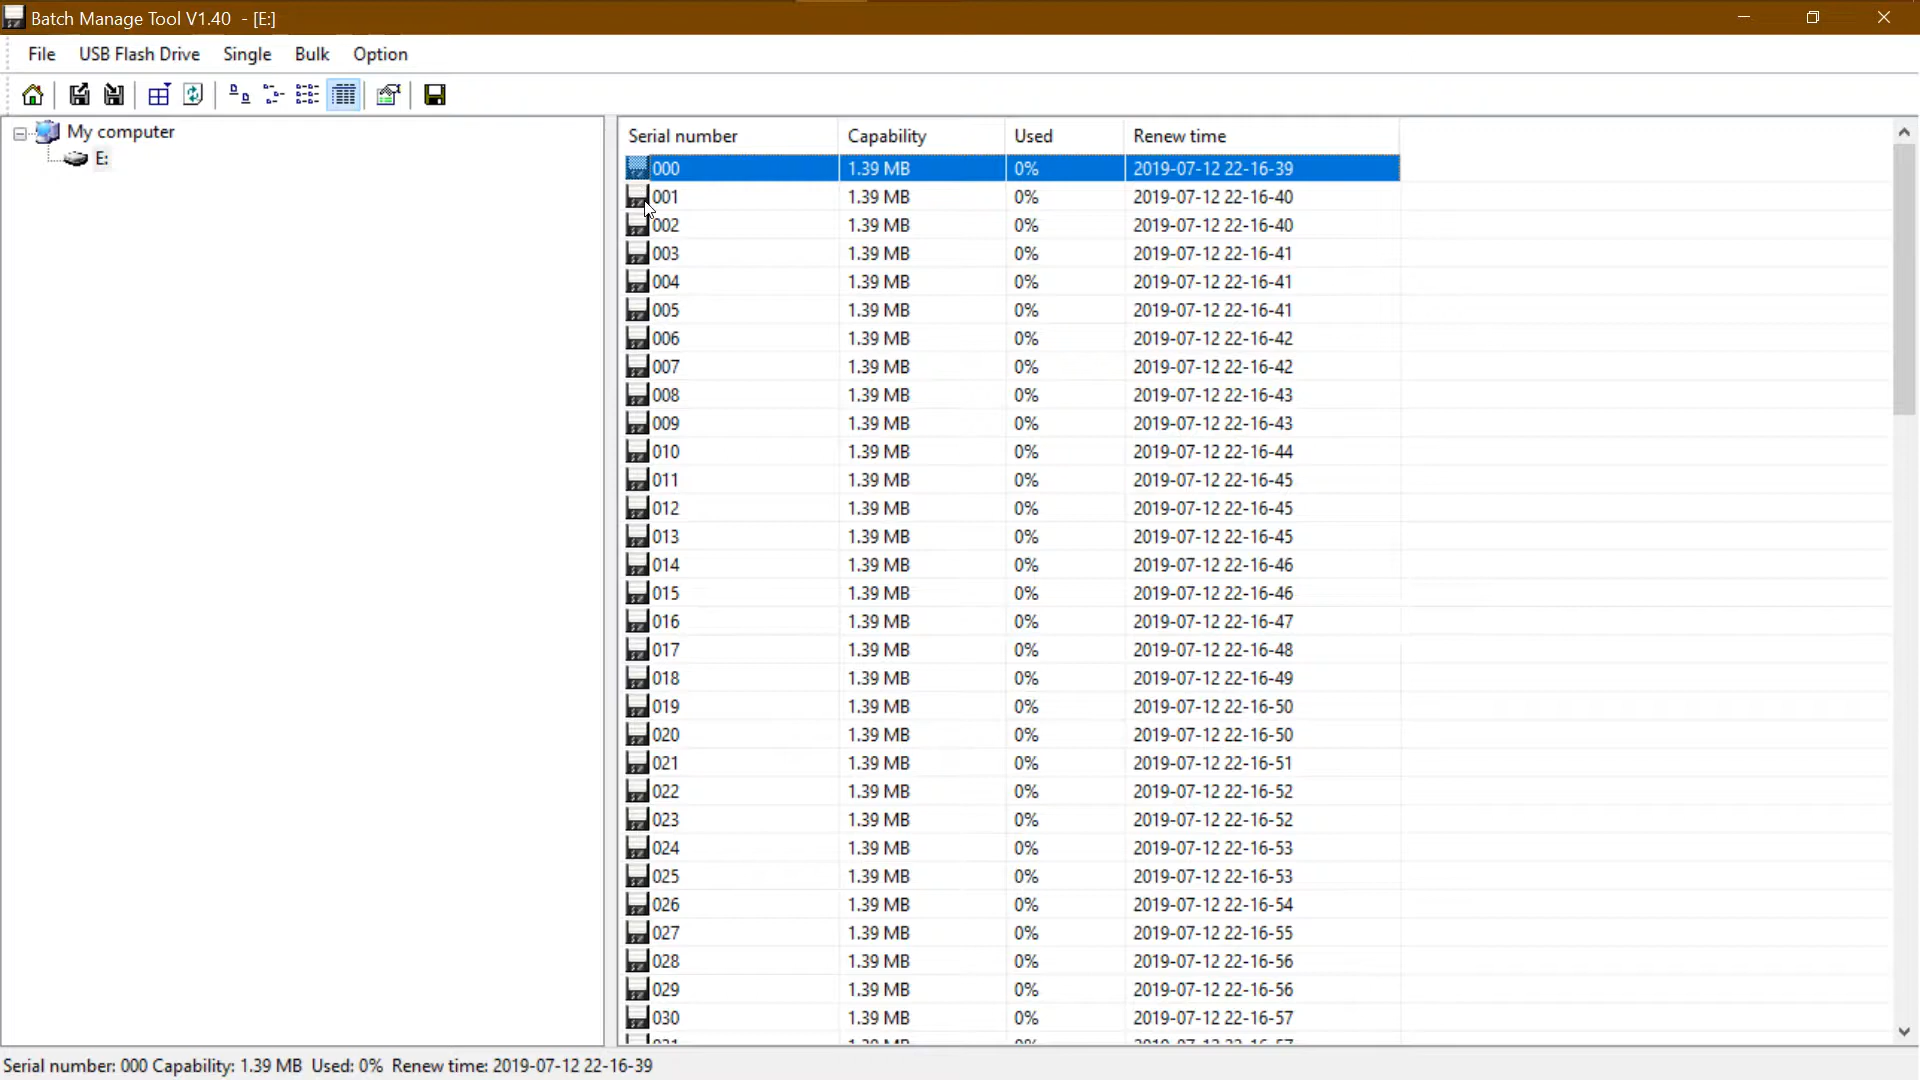 Batch Manage Tool V1.40 - [E:]
File USB Flash Drive Single Bulk Option
My computer
E:
Serial number Capability Used Renew time
000 1.39 MB 0% 2019-07-12 22-16-39
001 1.39 MB 0% 2019-07-12 22-16-40
002 1.39 MB 0% 2019-07-12 22-16-40
003 1.39 MB 0% 2019-07-12 22-16-41
004 1.39 MB 0% 2019-07-12 22-16-41
005 1.39 MB 0% 2019-07-12 22-16-41
006 1.39 MB 0% 2019-07-12 22-16-42
007 1.39 MB 0% 2019-07-12 22-16-42
008 1.39 MB 0% 2019-07-12 22-16-43
009 1.39 MB 0% 2019-07-12 22-16-43
010 1.39 MB 0% 2019-07-12 22-16-44
011 1.39 MB 0% 2019-07-12 22-16-45
012 1.39 MB 0% 2019-07-12 22-16-45
013 1.39 MB 0% 2019-07-12 22-16-45
014 1.39 MB 0% 2019-07-12 22-16-46
015 1.39 MB 0% 2019-07-12 22-16-46
016 1.39 MB 0% 2019-07-12 22-16-47
017 1.39 MB 0% 2019-07-12 22-16-48
018 1.39 MB 0% 2019-07-12 22-16-49
019 1.39 MB 0% 2019-07-12 22-16-50
020 1.39 MB 0% 2019-07-12 22-16-50
021 1.39 MB 0% 2019-07-12 22-16-51
022 1.39 MB 0% 2019-07-12 22-16-52
023 1.39 MB 0% 2019-07-12 22-16-52
024 1.39 MB 0% 2019-07-12 22-16-53
025 1.39 MB 0% 2019-07-12 22-16-53
026 1.39 MB 0% 2019-07-12 22-16-54
027 1.39 MB 0% 2019-07-12 22-16-55
028 1.39 MB 0% 2019-07-12 22-16-56
029 1.39 MB 0% 2019-07-12 22-16-56
030 1.39 MB 0% 2019-07-12 22-16-57
Serial number: 000 Capability: 1.39 MB Used: 0% Renew time: 2019-07-12 22-16-39